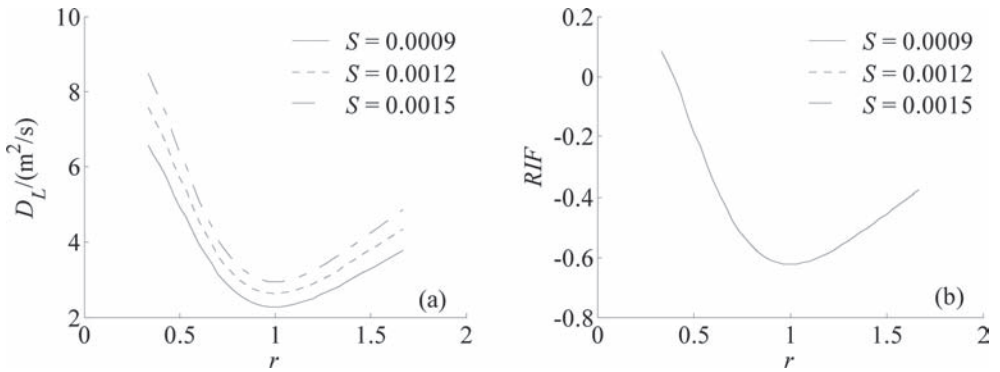 10
8
6
4
2
D_L/(m²/s)
S = 0.0009
S = 0.0012
S = 0.0015
(a)
0 0.5 1 1.5 2
r
0.2
0
-0.2
-0.4
-0.6
-0.8
RIF
S = 0.0009
S = 0.0012
S = 0.0015
(b)
0 0.5 1 1.5 2
r